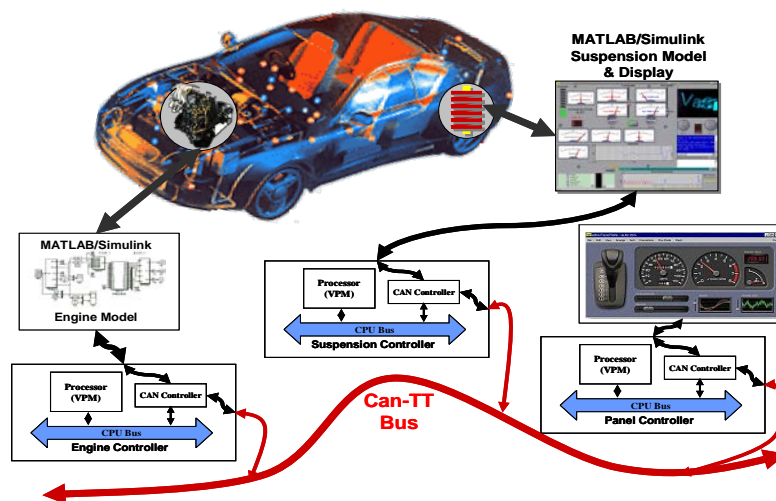 MATLAB/Simulink
Suspension Model
& Display
MATLAB/Simulink
Engine Model
Processor
(VPM)
CAN Controller
CPU Bus
Suspension Controller
Processor
(VPM)
CAN Controller
CPU Bus
Engine Controller
Can-TT
Bus
Processor
(VPM)
CAN Controller
CPU Bus
Panel Controller